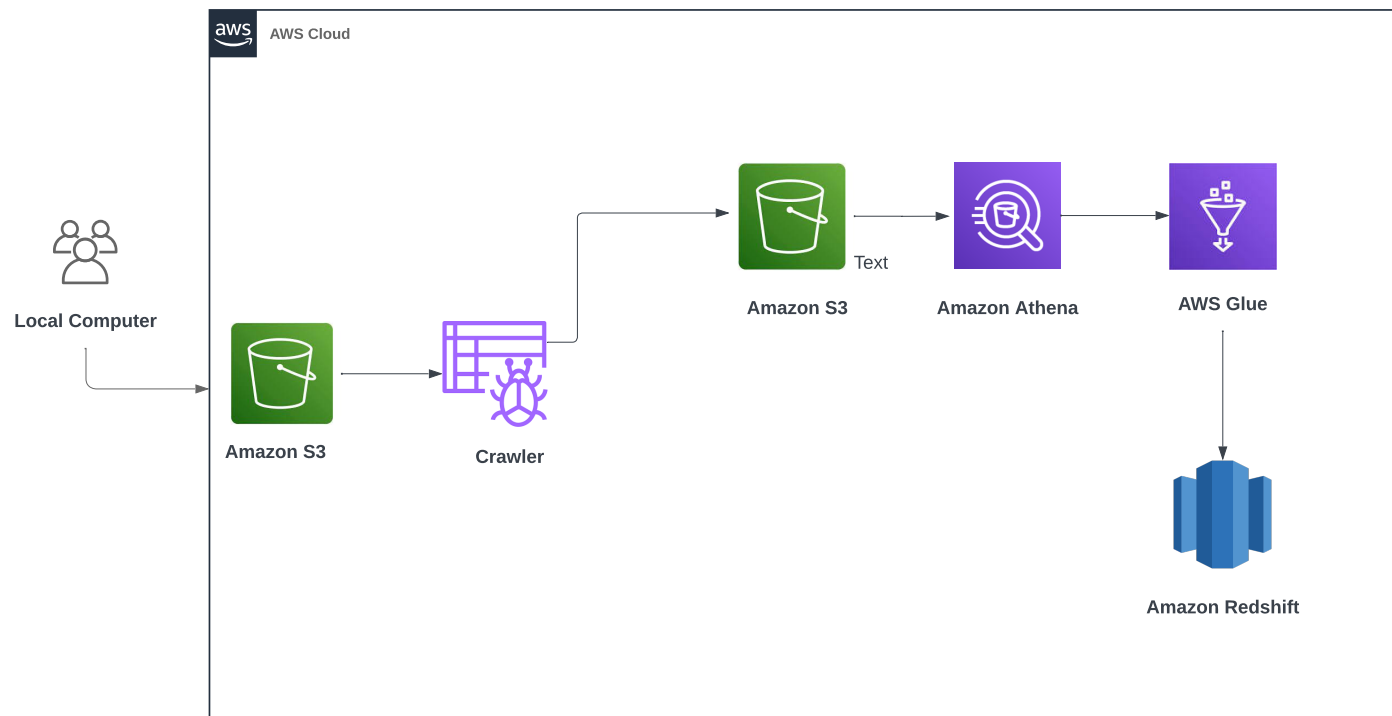 aws
AWS Cloud
Local Computer
Amazon S3
Crawler
Amazon S3
Text
Amazon Athena
AWS Glue
Amazon Redshift